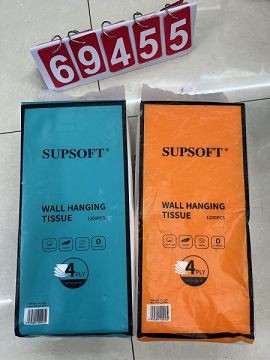 69455
SUPSOFT®
WALL HANGING
TISSUE
1200PCS
4PLY
SUPSOFT®
WALL HANGING
TISSUE
1200PCS
4PLY